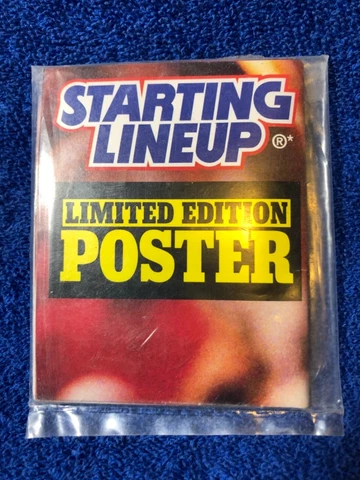 STARTING
LINEUP ®*
LIMITED EDITION
POSTER